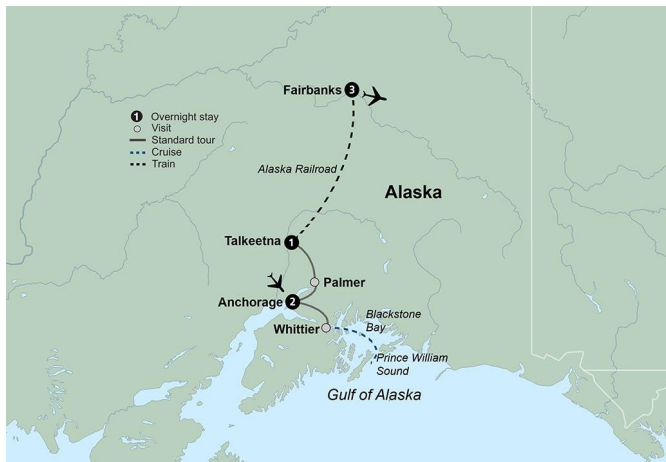 Fairbanks 3
1 Overnight stay
Visit
Standard tour
Cruise
Train
Alaska Railroad
Alaska
Talkeetna 1
Palmer
Anchorage 2
Blackstone
Bay
Whittier
Prince William
Sound
Gulf of Alaska